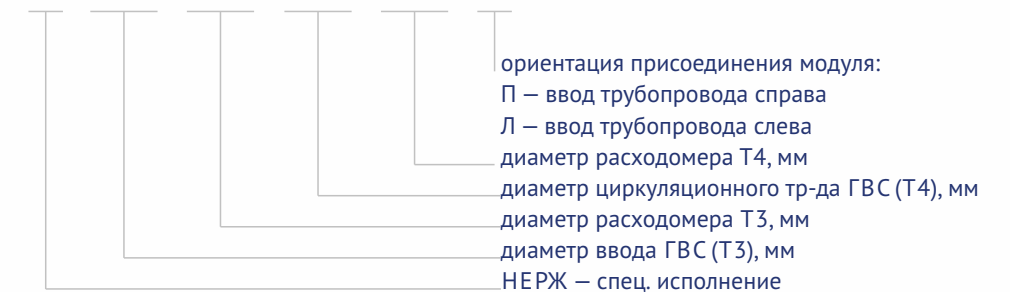 ориентация присоединения модуля:
П — ввод трубопровода справа
Л — ввод трубопровода слева
диаметр расходомера Т4, мм
диаметр циркуляционного тр-да ГВС (Т4), мм
диаметр расходомера Т3, мм
диаметр ввода ГВС (Т3), мм
НЕРЖ — спец. исполнение